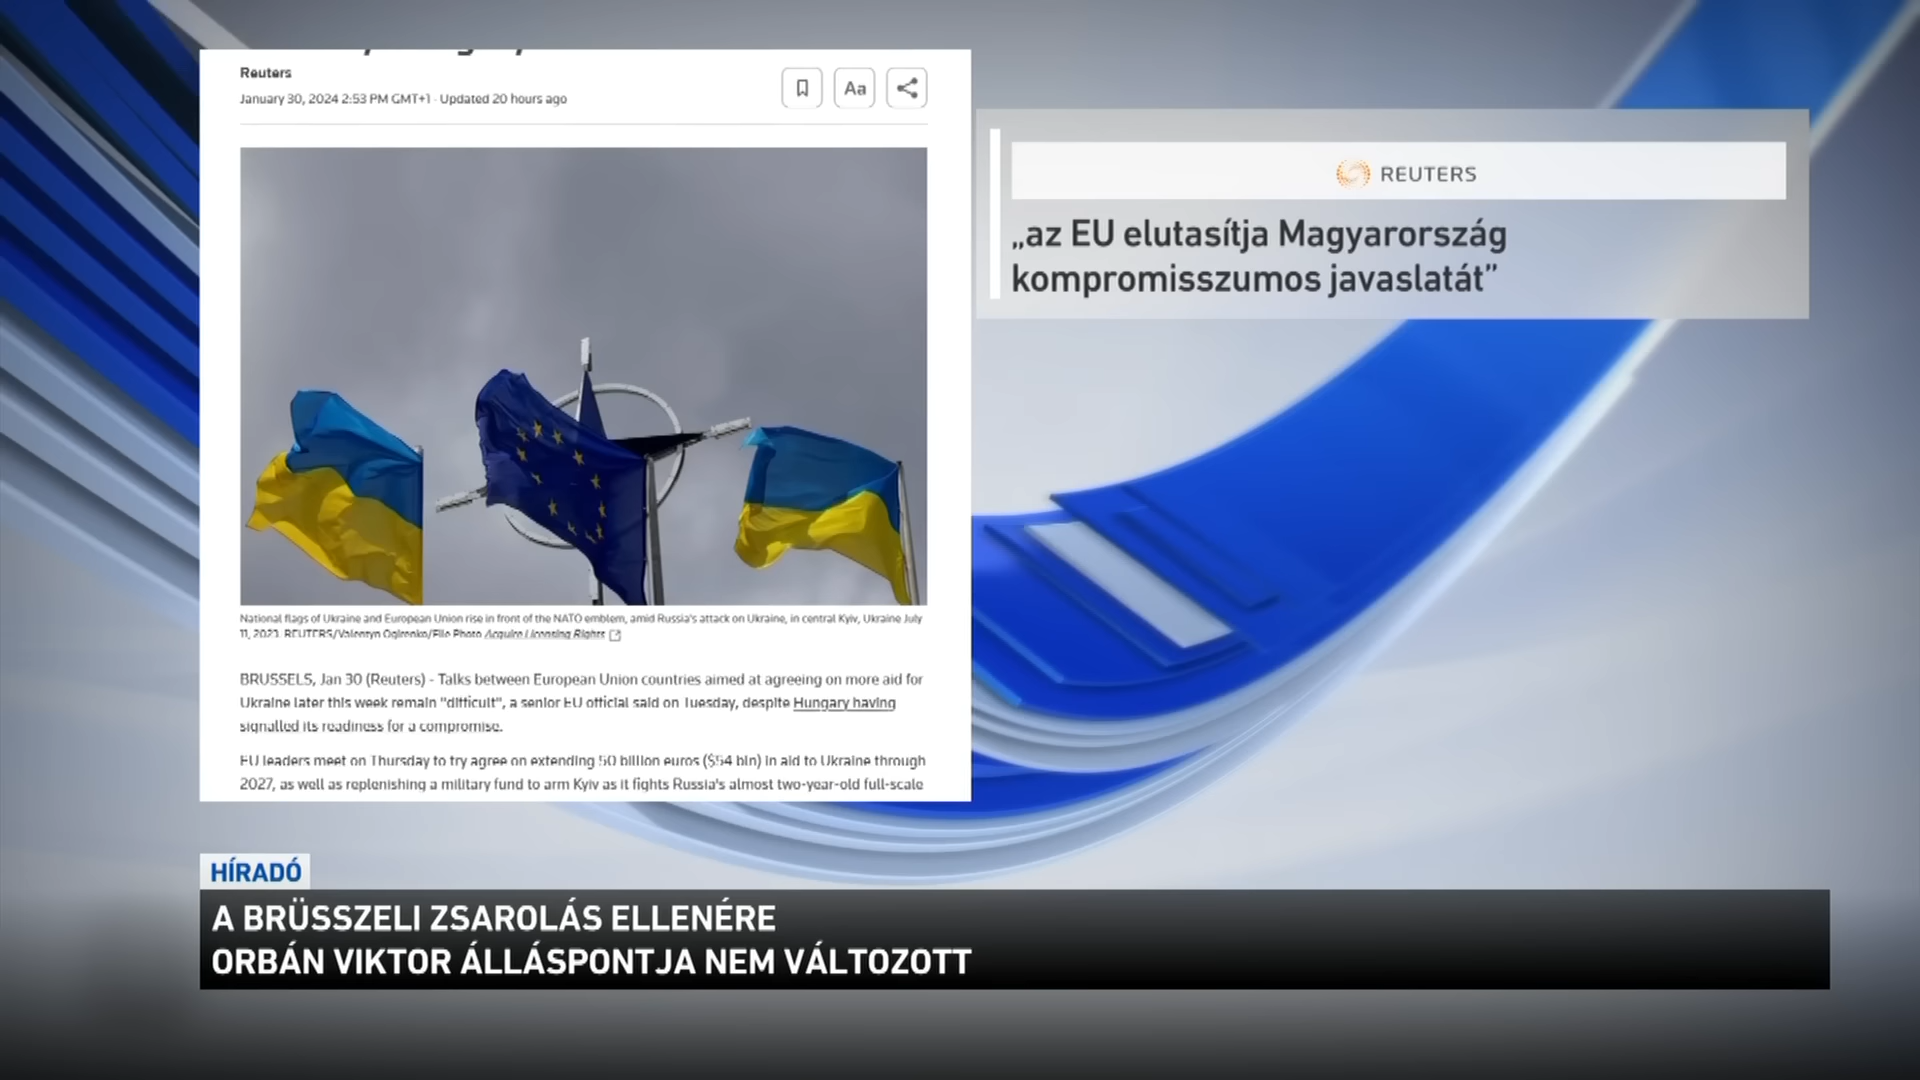 Reuters
January 30, 2024 2:53 PM GMT+1 · Updated 20 hours ago
Aa
National flags of Ukraine and European Union rise in front of the NATO emblem, amid Russia's attack on Ukraine, in central Kyiv, Ukraine July
11, 2023. REUTERS/Valentyn Ogirenko/File Photo Acquire Licensing Rights
BRUSSELS, Jan 30 (Reuters) - Talks between European Union countries aimed at agreeing on more aid for
Ukraine later this week remain "difficult", a senior EU official said on Tuesday, despite Hungary having
signalled its readiness for a compromise.
EU leaders meet on Thursday to try agree on extending 50 billion euros ($54 bln) in aid to Ukraine through
2027, as well as replenishing a military fund to arm Kyiv as it fights Russia's almost two-year-old full-scale
REUTERS
„az EU elutasítja Magyarország
kompromisszumos javaslatát”
HÍRADÓ
A BRÜSSZELI ZSAROLÁS ELLENÉRE
ORBÁN VIKTOR ÁLLÁSPONTJA NEM VÁLTOZOTT